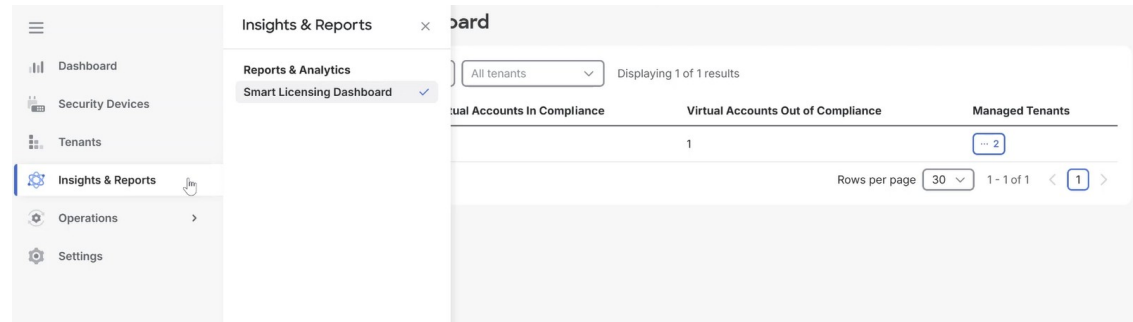 Insights & Reports
Reports & Analytics
Smart Licensing Dashboard
Dashboard
Security Devices
Tenants
Insights & Reports
Operations
Settings
All tenants
Displaying 1 of 1 results
Accounts In Compliance
Virtual Accounts Out of Compliance
Managed Tenants
1
··· 2
Rows per page 30 1 - 1 of 1 < 1 >